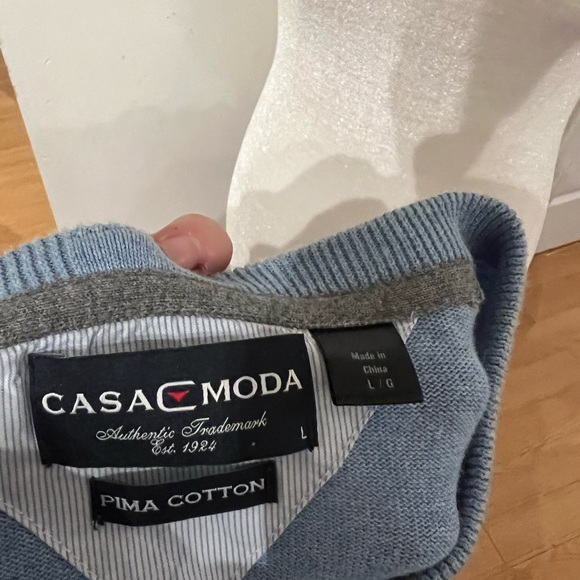 CASA MODA
Authentic Trademark
Est. 1924
L
PIMA COTTON
Made in
China
L / G